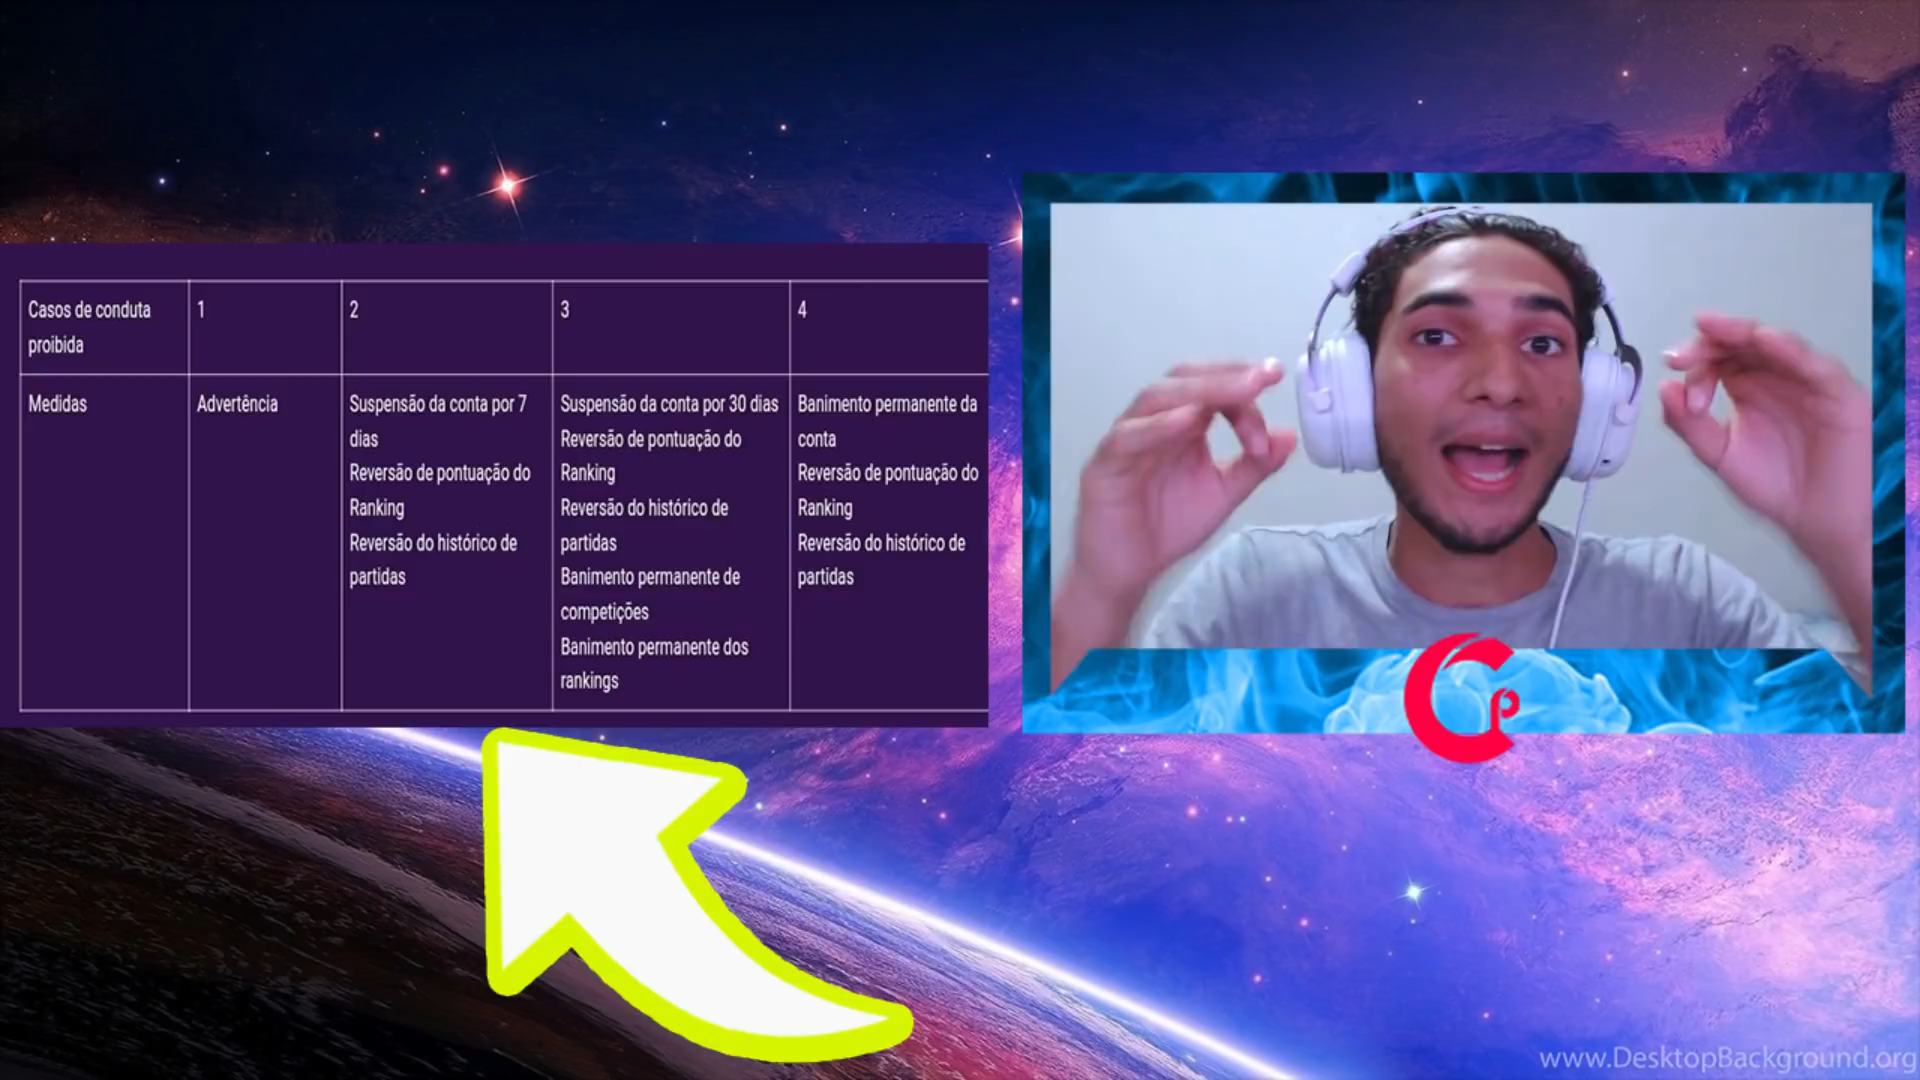 Casos de conduta
proibida
1
2
3
4
Medidas
Advertência
Suspensão da conta por 7
dias
Reversão de pontuação do
Ranking
Reversão do histórico de
partidas
Suspensão da conta por 30 dias
Reversão de pontuação do
Ranking
Reversão do histórico de
partidas
Banimento permanente de
competições
Banimento permanente dos
rankings
Banimento permanente da
conta
Reversão de pontuação do
Ranking
Reversão do histórico de
partidas
Cp
www.DesktopBackground.org